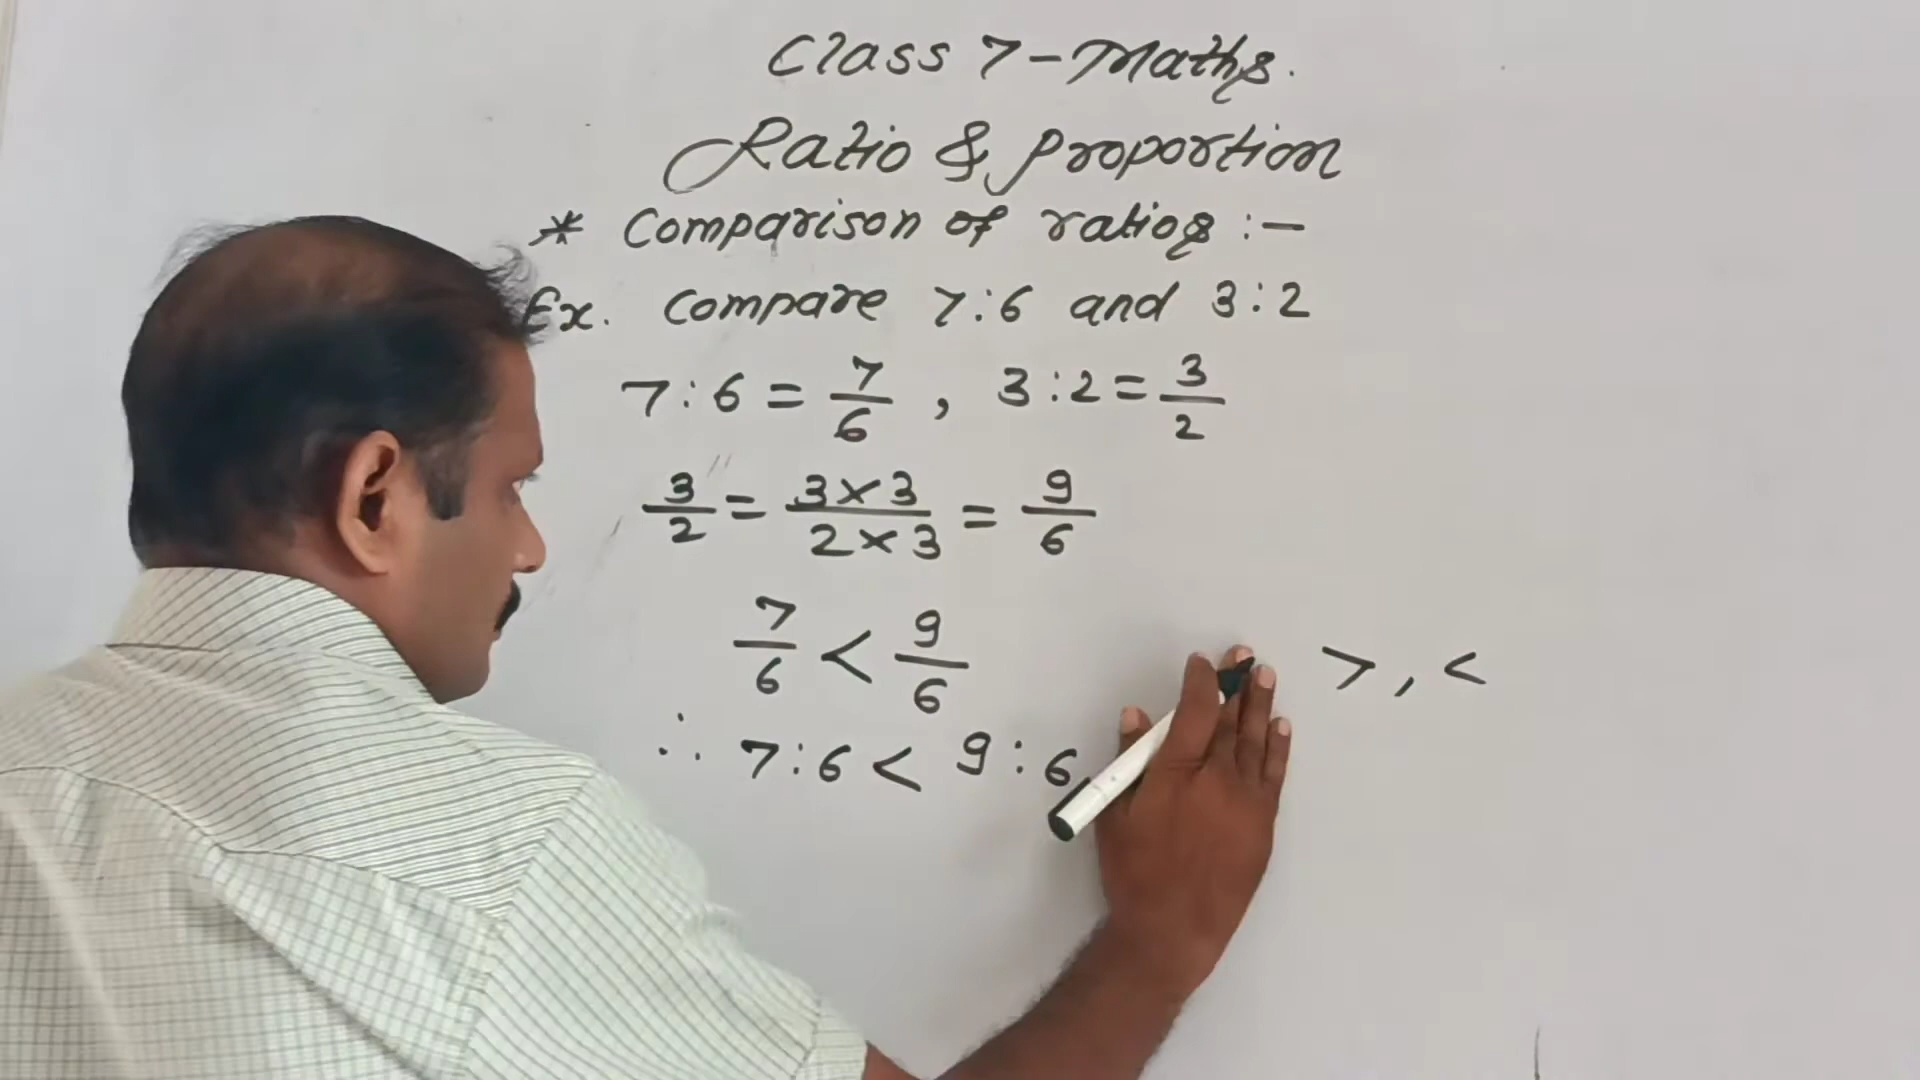 Class 7 - Maths.
Ratio & proportion
* Comparison of ratios :-
Ex. Compare 7:6 and 3:2
7:6 = 7/6 , 3:2 = 3/2
3/2 = 3×3/2×3 = 9/6
7/6 < 9/6
> , <
∴ 7:6 < 9:6